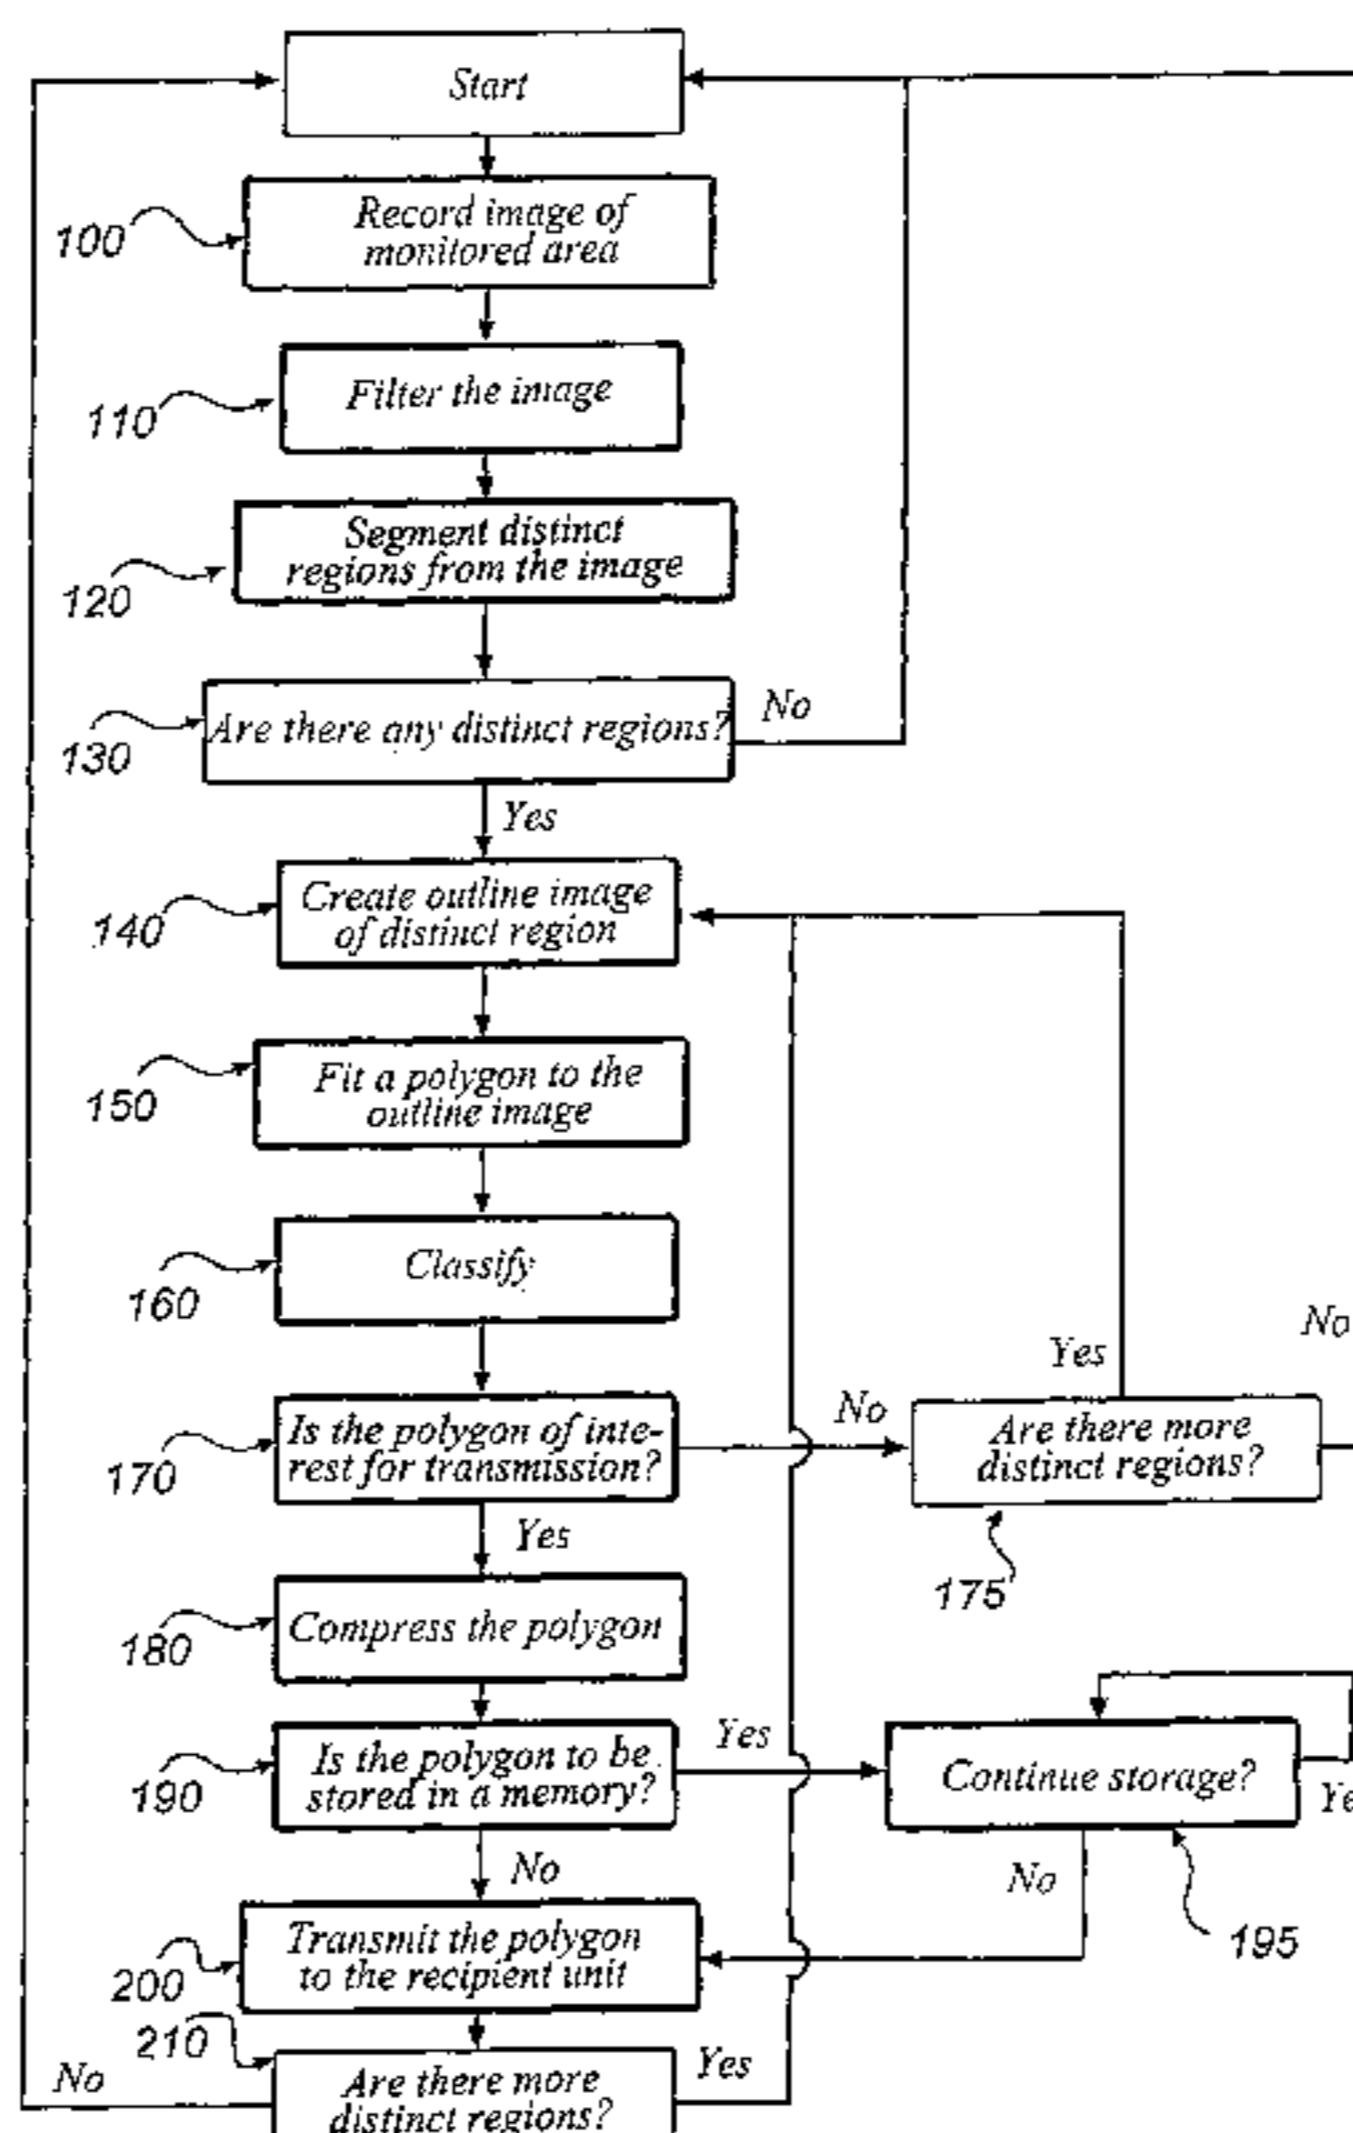 Start
100
Record image of
monitored area
110
Filter the image
120
Segment distinct
regions from the image
130
Are there any distinct regions?
No
Yes
140
Create outline image
of distinct region
150
Fit a polygon to the
outline image
160
Classify
170
Is the polygon of inte-
rest for transmission?
No
Yes
Are there more
distinct regions?
No
175
Yes
180
Compress the polygon
190
Is the polygon to be
stored in a memory?
Yes
Continue storage?
Ye
195
No
No
200
Transmit the polygon
to the recipient unit
210
Are there more
distinct regions?
No
Yes